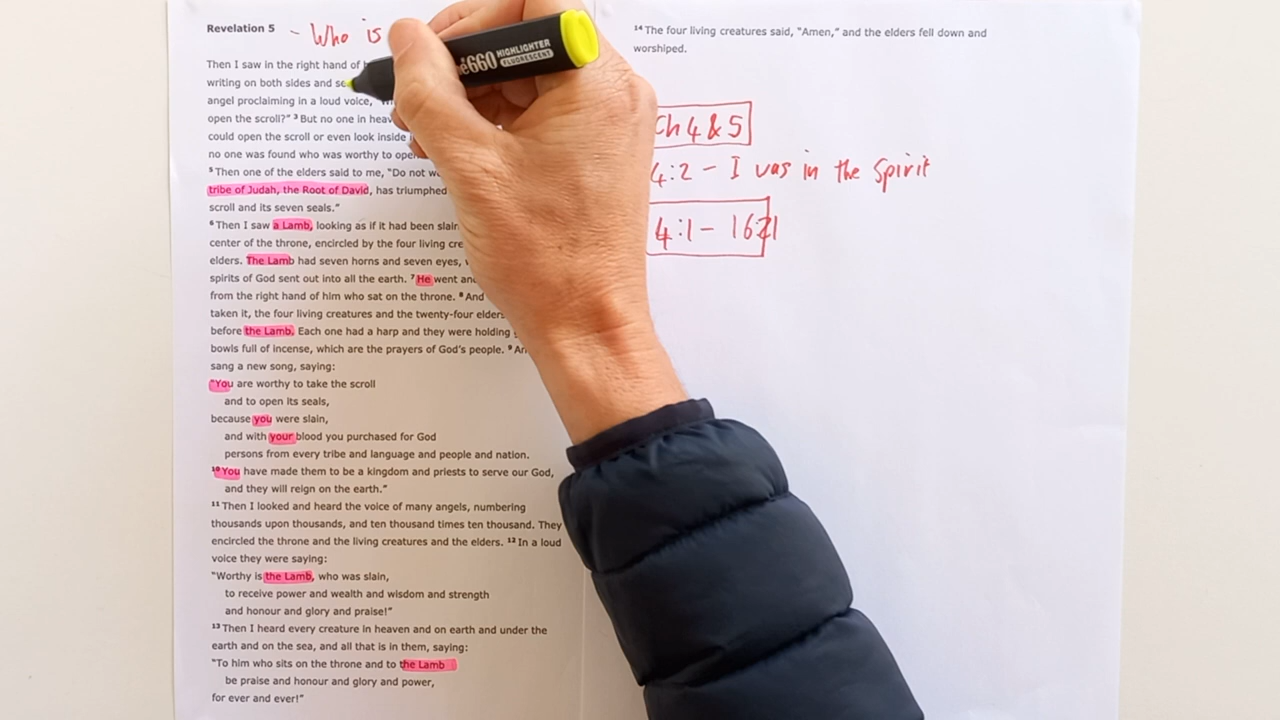 Revelation 5 - Who is
Then I saw in the right hand of
writing on both sides and
angel proclaiming in a loud voice,
open the scroll?" ³ But no one in
could open the scroll or even look inside
no one was found who was worthy to
⁵ Then one of the elders said to me, "Do not
tribe of Judah, the Root of David, has triumphed
scroll and its seven seals."
⁶ Then I saw a Lamb, looking as if it had been slain
center of the throne, encircled by the four living
elders. The Lamb had seven horns and seven eyes,
spirits of God sent out into all the earth. ⁷ He went
from the right hand of him who sat on the throne. ⁸ And
taken it, the four living creatures and the twenty-four elders
before the Lamb. Each one had a harp and they were holding
bowls full of incense, which are the prayers of God's people. ⁹
sang a new song, saying:
"You are worthy to take the scroll
and to open its seals,
because you were slain,
and with your blood you purchased for God
persons from every tribe and language and people and nation.
¹⁰ You have made them to be a kingdom and priests to serve our God,
and they will reign on the earth."
¹¹ Then I looked and heard the voice of many angels, numbering
thousands upon thousands, and ten thousand times ten thousand. They
encircled the throne and the living creatures and the elders. ¹² In a loud
voice they were saying:
"Worthy is the Lamb, who was slain,
to receive power and wealth and wisdom and strength
and honour and glory and praise!"
¹³ Then I heard every creature in heaven and on earth and under the
earth and on the sea, and all that is in them, saying:
"To him who sits on the throne and to the Lamb
be praise and honour and glory and power,
for ever and ever!"
¹⁴ The four living creatures said, "Amen," and the elders fell down and
worshiped.
Ch 4 & 5
4:2 - I was in the Spirit
4:1 - 16:21
660 HIGHLIGHTER
FLUORESCENT